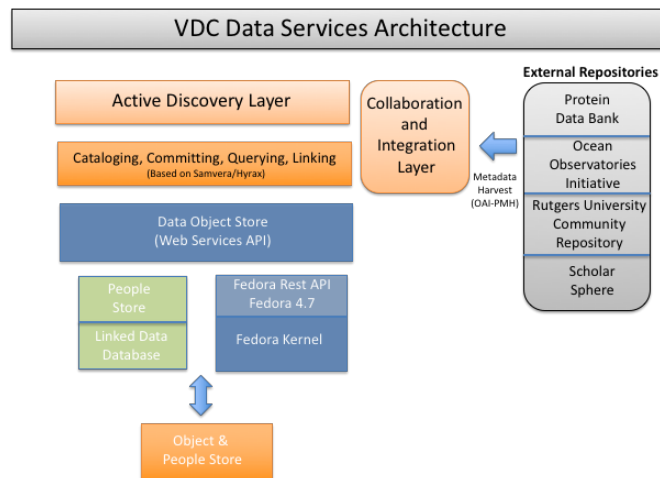 VDC Data Services Architecture
External Repositories
Active Discovery Layer
Collaboration
and
Integration
Layer
Protein
Data Bank
Cataloging, Committing, Querying, Linking
(Based on Samvera/Hyrax)
Metadata
Harvest
(OAI-PMH)
Ocean
Observatories
Initiative
Rutgers University
Community
Repository
Scholar
Sphere
Data Object Store
(Web Services API)
People
Store
Linked Data
Database
Fedora Rest API
Fedora 4.7
Fedora Kernel
Object &
People Store